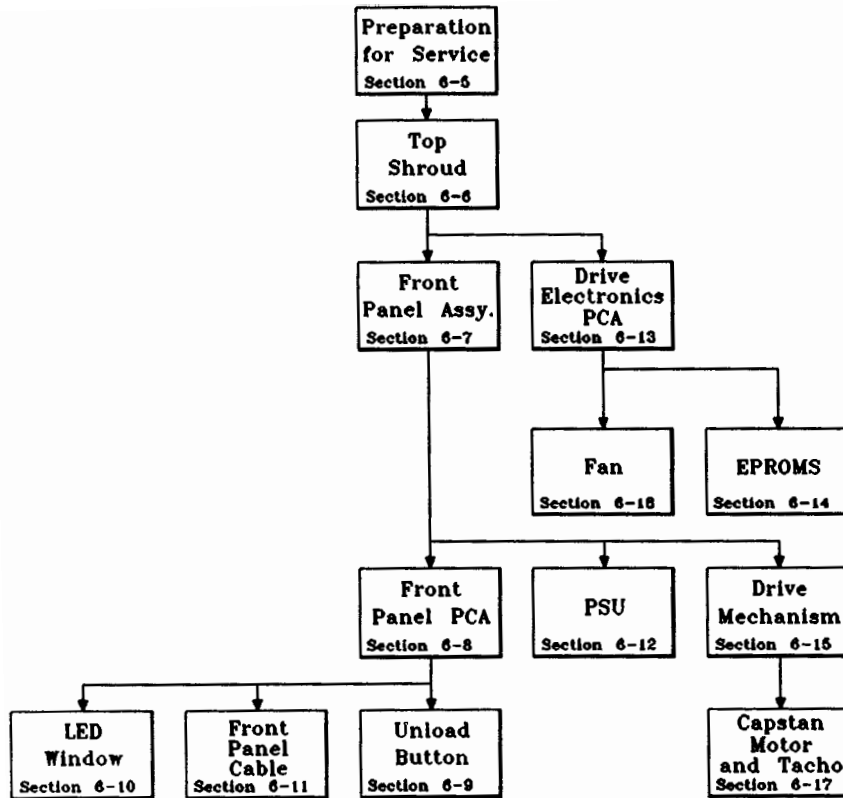 Preparation
for Service
Section 6-5
Top
Shroud
Section 6-6
Front
Panel Assy.
Section 6-7
Drive
Electronics
PCA
Section 6-13
Fan
Section 6-18
EPROMS
Section 6-14
Front
Panel PCA
Section 6-8
PSU
Section 6-12
Drive
Mechanism
Section 6-15
LED
Window
Section 6-10
Front
Panel
Cable
Section 6-11
Unload
Button
Section 6-9
Capstan
Motor
and Tacho
Section 6-17